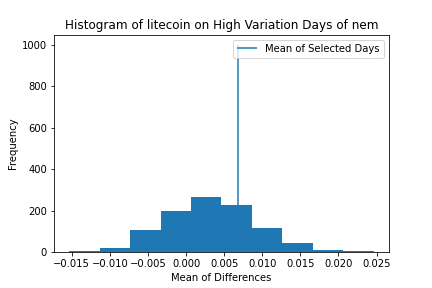 Histogram of litecoin on High Variation Days of nem
Mean of Selected Days
Frequency
1000
800
600
400
200
0
−0.015 −0.010 −0.005 0.000 0.005 0.010 0.015 0.020 0.025
Mean of Differences